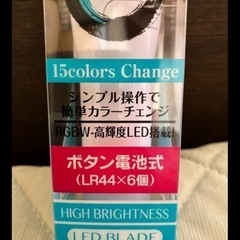 15colors Change
シンプル操作で
簡単カラーチェンジ
RGBW・高輝度LED搭載!
ボタン電池式
(LR44×6個)
HIGH BRIGHTNESS
LED BLADE